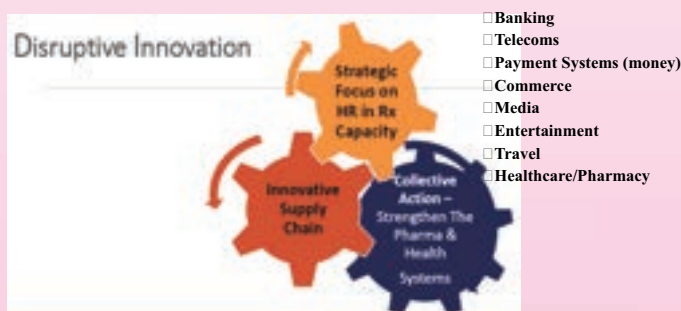 Disruptive Innovation
Strategic
Focus on
HR in Rx
Capacity
Innovative
Supply
Chain
Collective
Action –
Strengthen The
Pharma &
Health
Systems
□Banking
□Telecoms
□Payment Systems (money)
□Commerce
□Media
□Entertainment
□Travel
□Healthcare/Pharmacy